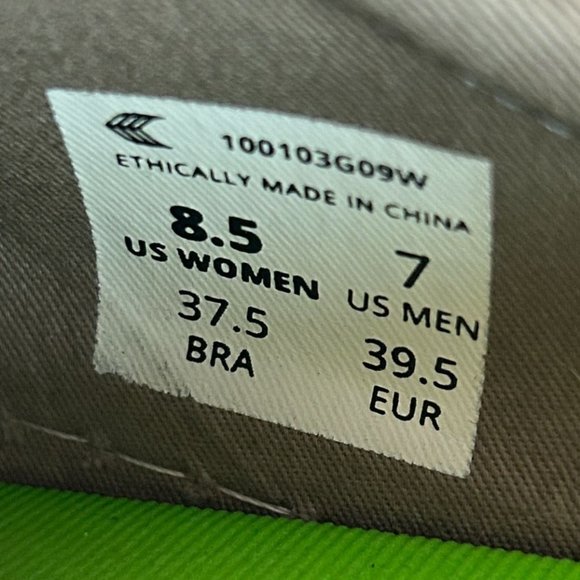 100103G09W
ETHICALLY MADE IN CHINA
8.5 7
US WOMEN US MEN
37.5 39.5
BRA EUR